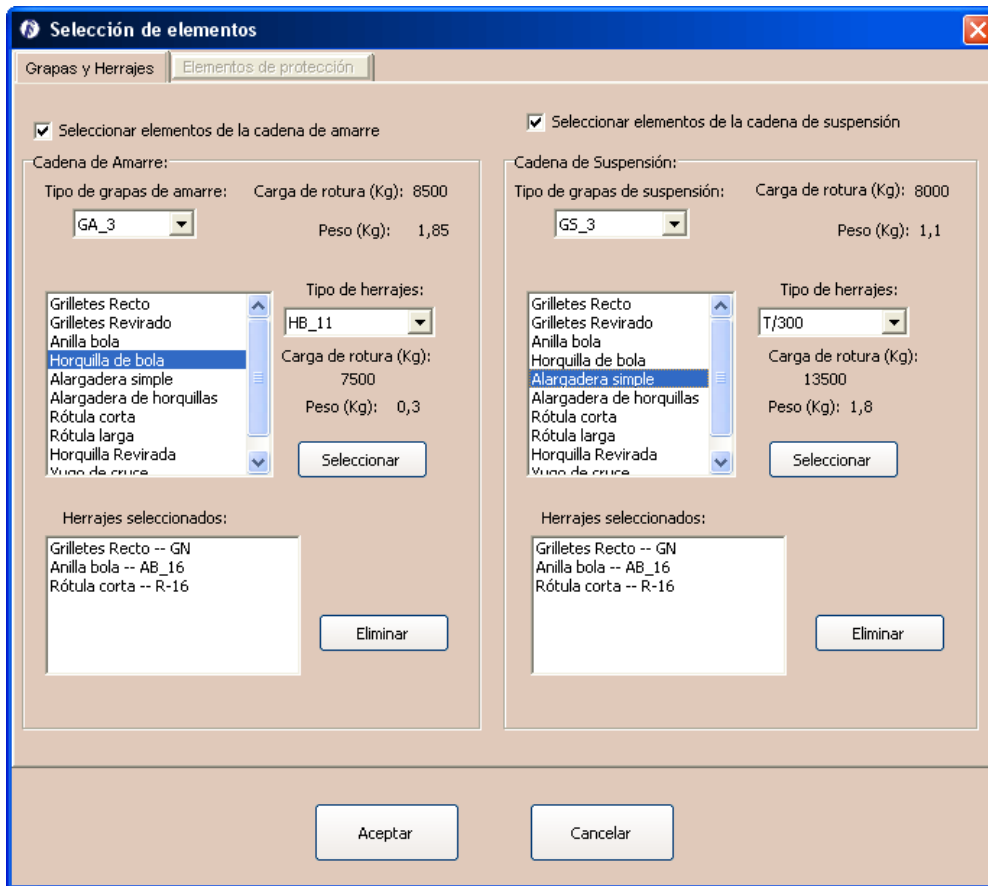 Selección de elementos
Grapas y Herrajes
Elementos de protección
Seleccionar elementos de la cadena de amarre
Cadena de Amarre:
Tipo de grapas de amarre:
Carga de rotura (Kg): 8500
GA_3
Peso (Kg): 1,85
Grilletes Recto
Grilletes Revirado
Anilla bola
Horquilla de bola
Alargadera simple
Alargadera de horquillas
Rótula corta
Rótula larga
Horquilla Revirada
Yugo de cruce
Tipo de herrajes:
HB_11
Carga de rotura (Kg):
7500
Peso (Kg): 0,3
Seleccionar
Herrajes seleccionados:
Grilletes Recto -- GN
Anilla bola -- AB_16
Rótula corta -- R-16
Eliminar
Seleccionar elementos de la cadena de suspensión
Cadena de Suspensión:
Tipo de grapas de suspensión:
Carga de rotura (Kg): 8000
GS_3
Peso (Kg): 1,1
Grilletes Recto
Grilletes Revirado
Anilla bola
Horquilla de bola
Alargadera simple
Alargadera de horquillas
Rótula corta
Rótula larga
Horquilla Revirada
Yugo de cruce
Tipo de herrajes:
T/300
Carga de rotura (Kg):
13500
Peso (Kg): 1,8
Seleccionar
Herrajes seleccionados:
Grilletes Recto -- GN
Anilla bola -- AB_16
Rótula corta -- R-16
Eliminar
Aceptar
Cancelar